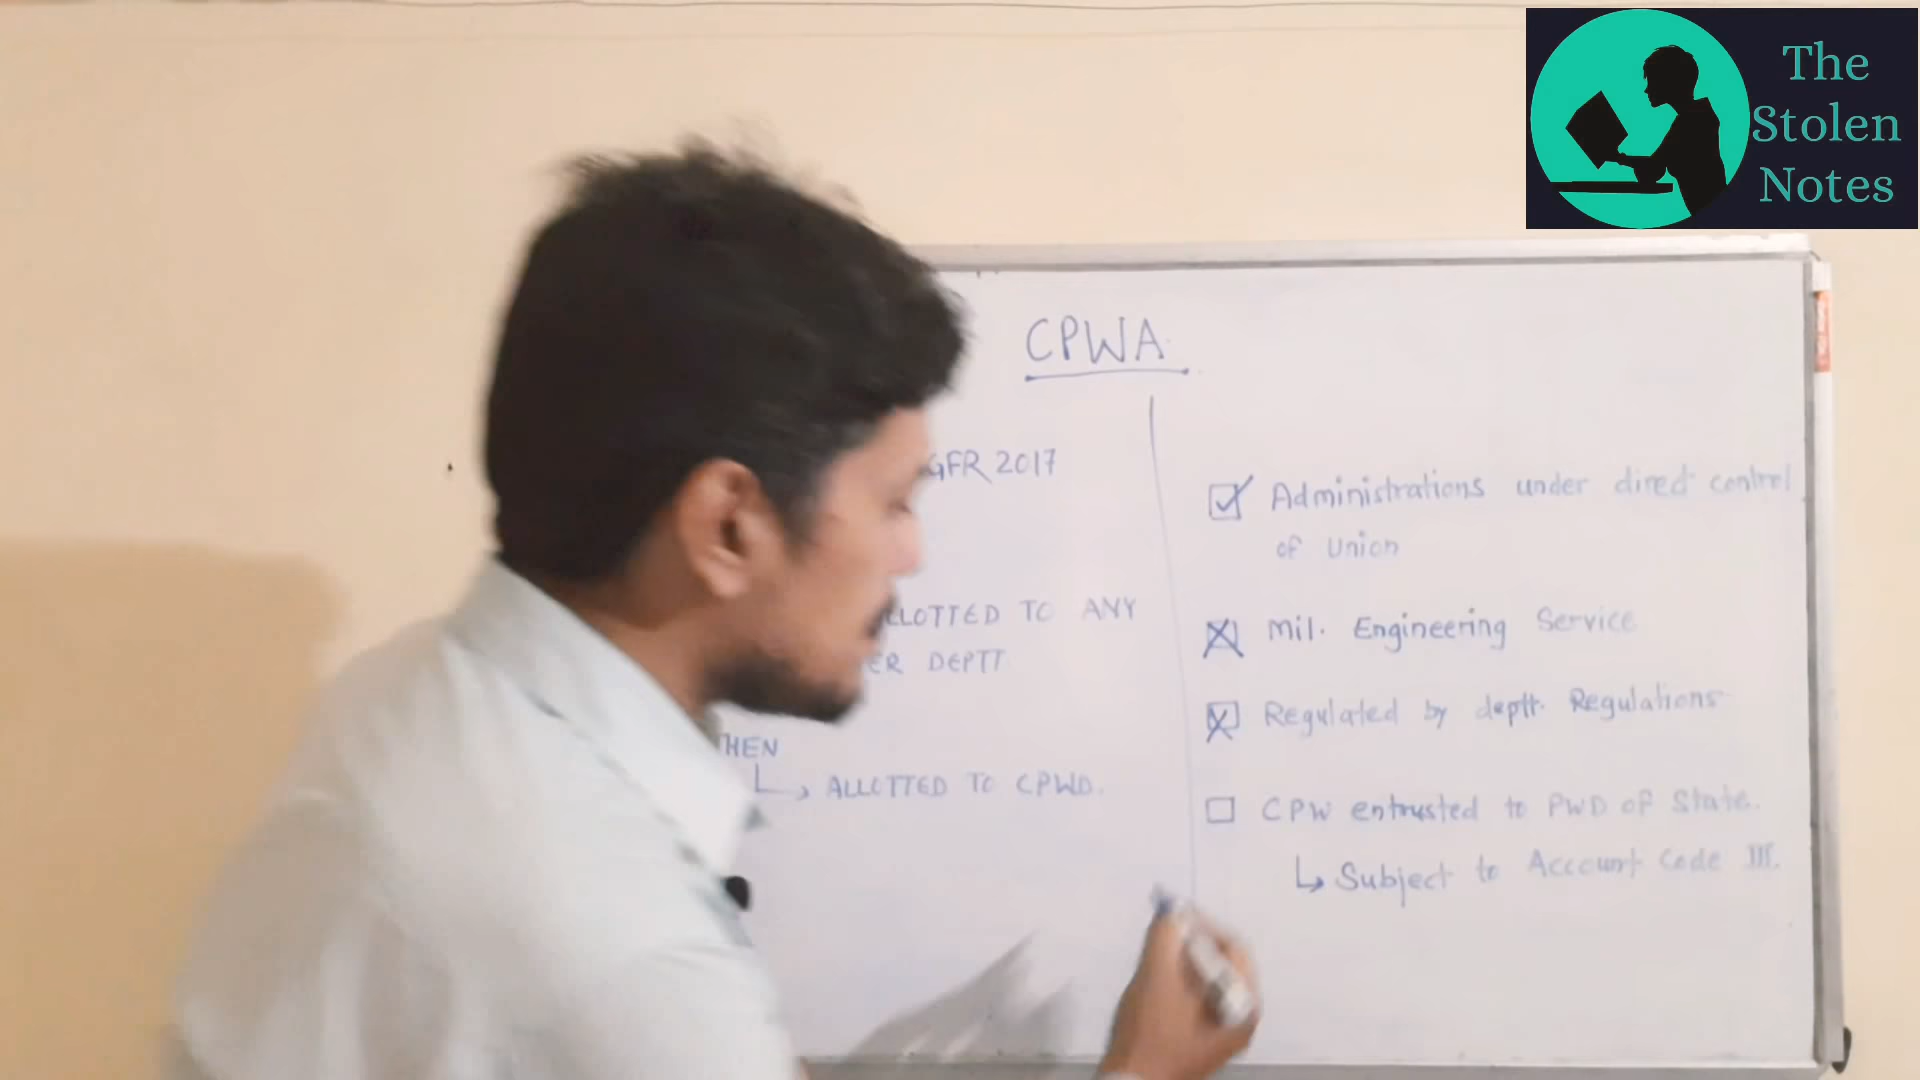 The
Stolen
Notes
CPWA
GFR 2017
LLOTTED TO ANY
ER DEPTT
HEN
↳ ALLOTTED TO CPWD.
☑ Administrations under direct control
of Union
☒ Mil. Engineering Service
☒ Regulated by deptt. Regulations
☐ CPW entrusted to PWD of State.
↳ Subject to Account Code III.